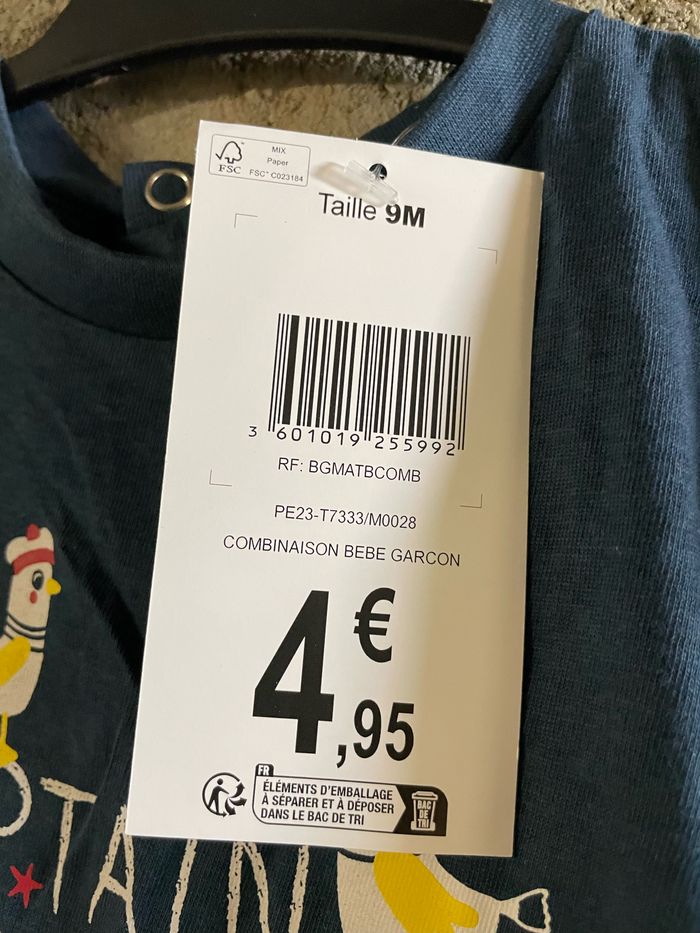 MIX
Paper
FSC
FSC® C023184
Taille 9M
3 601019 255992
RF: BGMATBCOMB
PE23-T7333/M0028
COMBINAISON BEBE GARCON
4€,95
FR
ÉLÉMENTS D'EMBALLAGE
À SÉPARER ET À DÉPOSER
DANS LE BAC DE TRI
BAC
DE
TRI